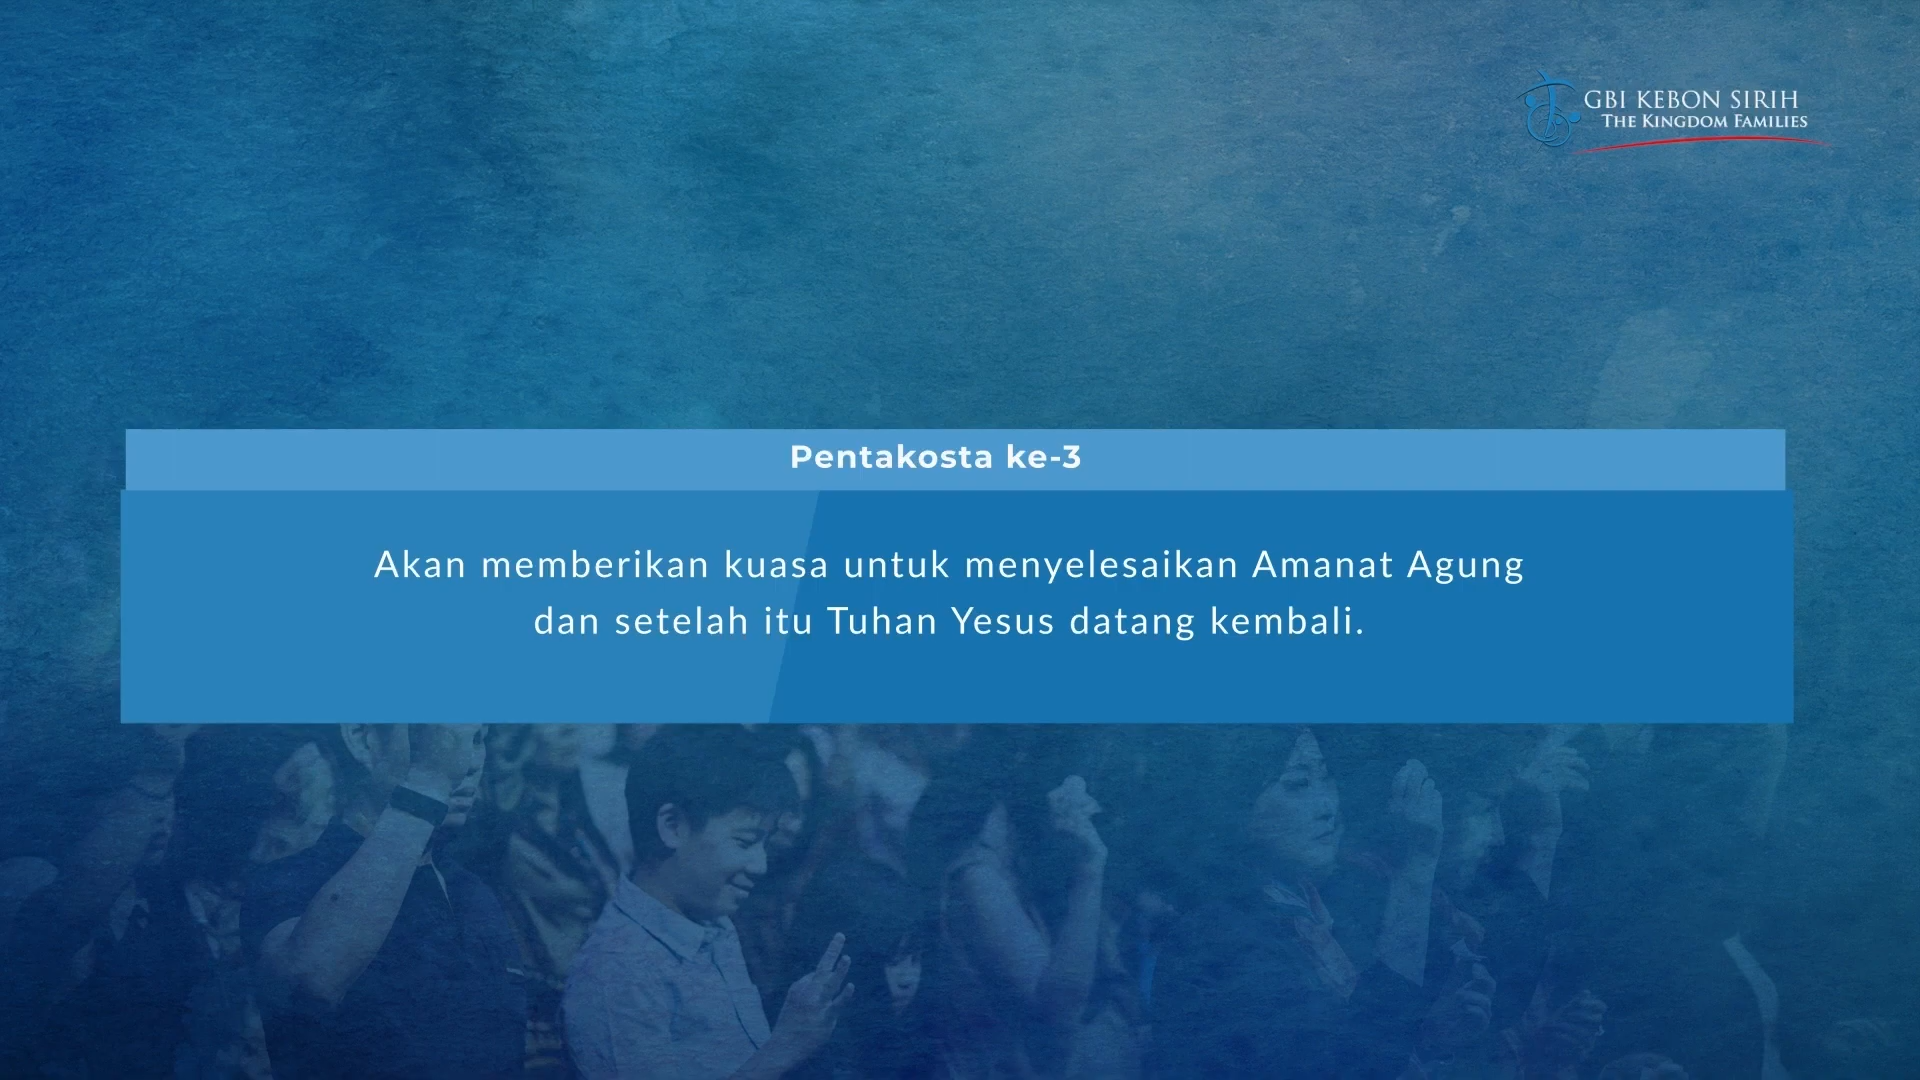 GBI KEBON SIRIH
THE KINGDOM FAMILIES
Pentakosta ke-3
Akan memberikan kuasa untuk menyelesaikan Amanat Agung
dan setelah itu Tuhan Yesus datang kembali.